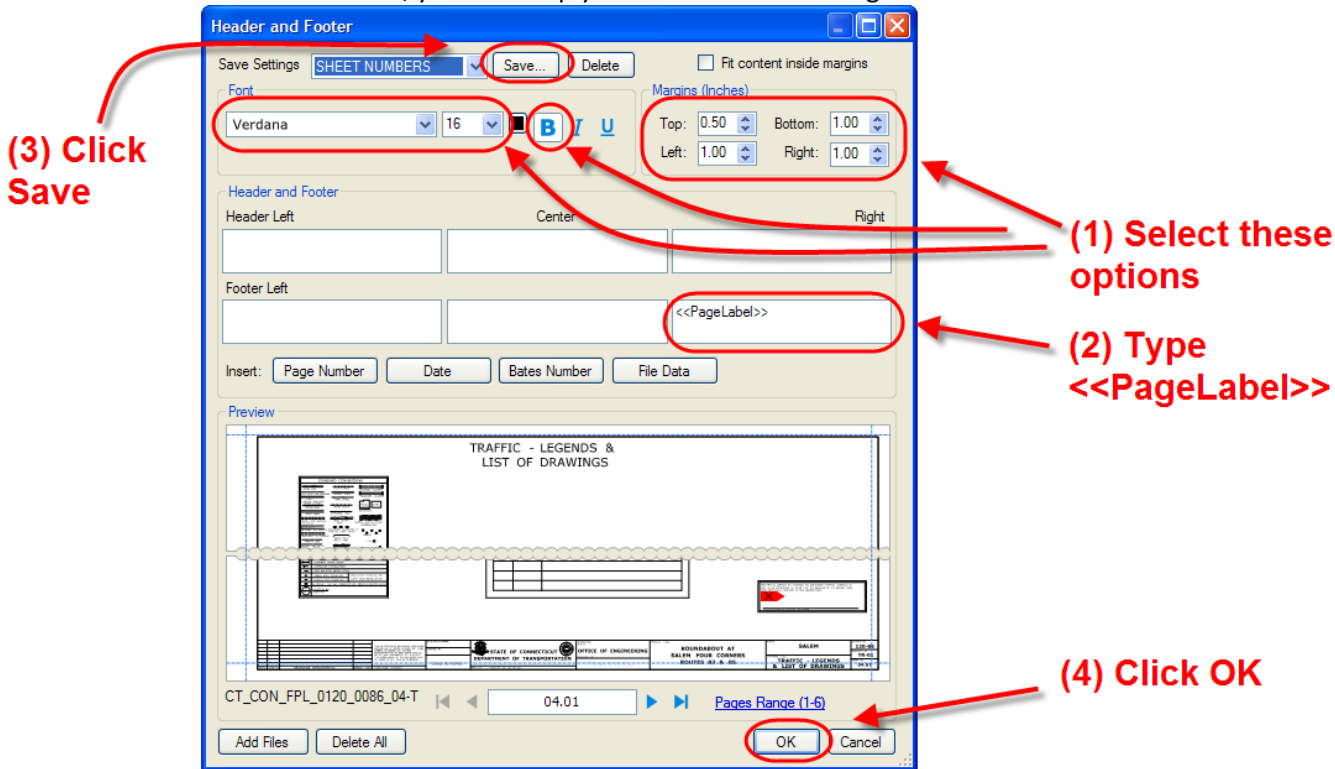 Header and Footer
Save Settings SHEET NUMBERS Save... Delete Fit content inside margins
Font Margins (Inches)
Verdana 16 B I U Top: 0.50 Bottom: 1.00
Left: 1.00 Right: 1.00
(3) Click
Save
Header and Footer
Header Left Center Right
(1) Select these
options
Footer Left
<<PageLabel>>
(2) Type
<<PageLabel>>
Insert: Page Number Date Bates Number File Data
Preview
TRAFFIC - LEGENDS &
LIST OF DRAWINGS
STATE OF CONNECTICUT
DEPARTMENT OF TRANSPORTATION
OFFICE OF ENGINEERING
ROUNDABOUT AT
SALEM FOUR CORNERS
ROUTES 82 & 85
SALEM
TRAFFIC - LEGENDS
& LIST OF DRAWINGS
CT_CON_FPL_0120_0086_04-T 04.01 Pages Range (1-6)
(4) Click OK
Add Files Delete All OK Cancel